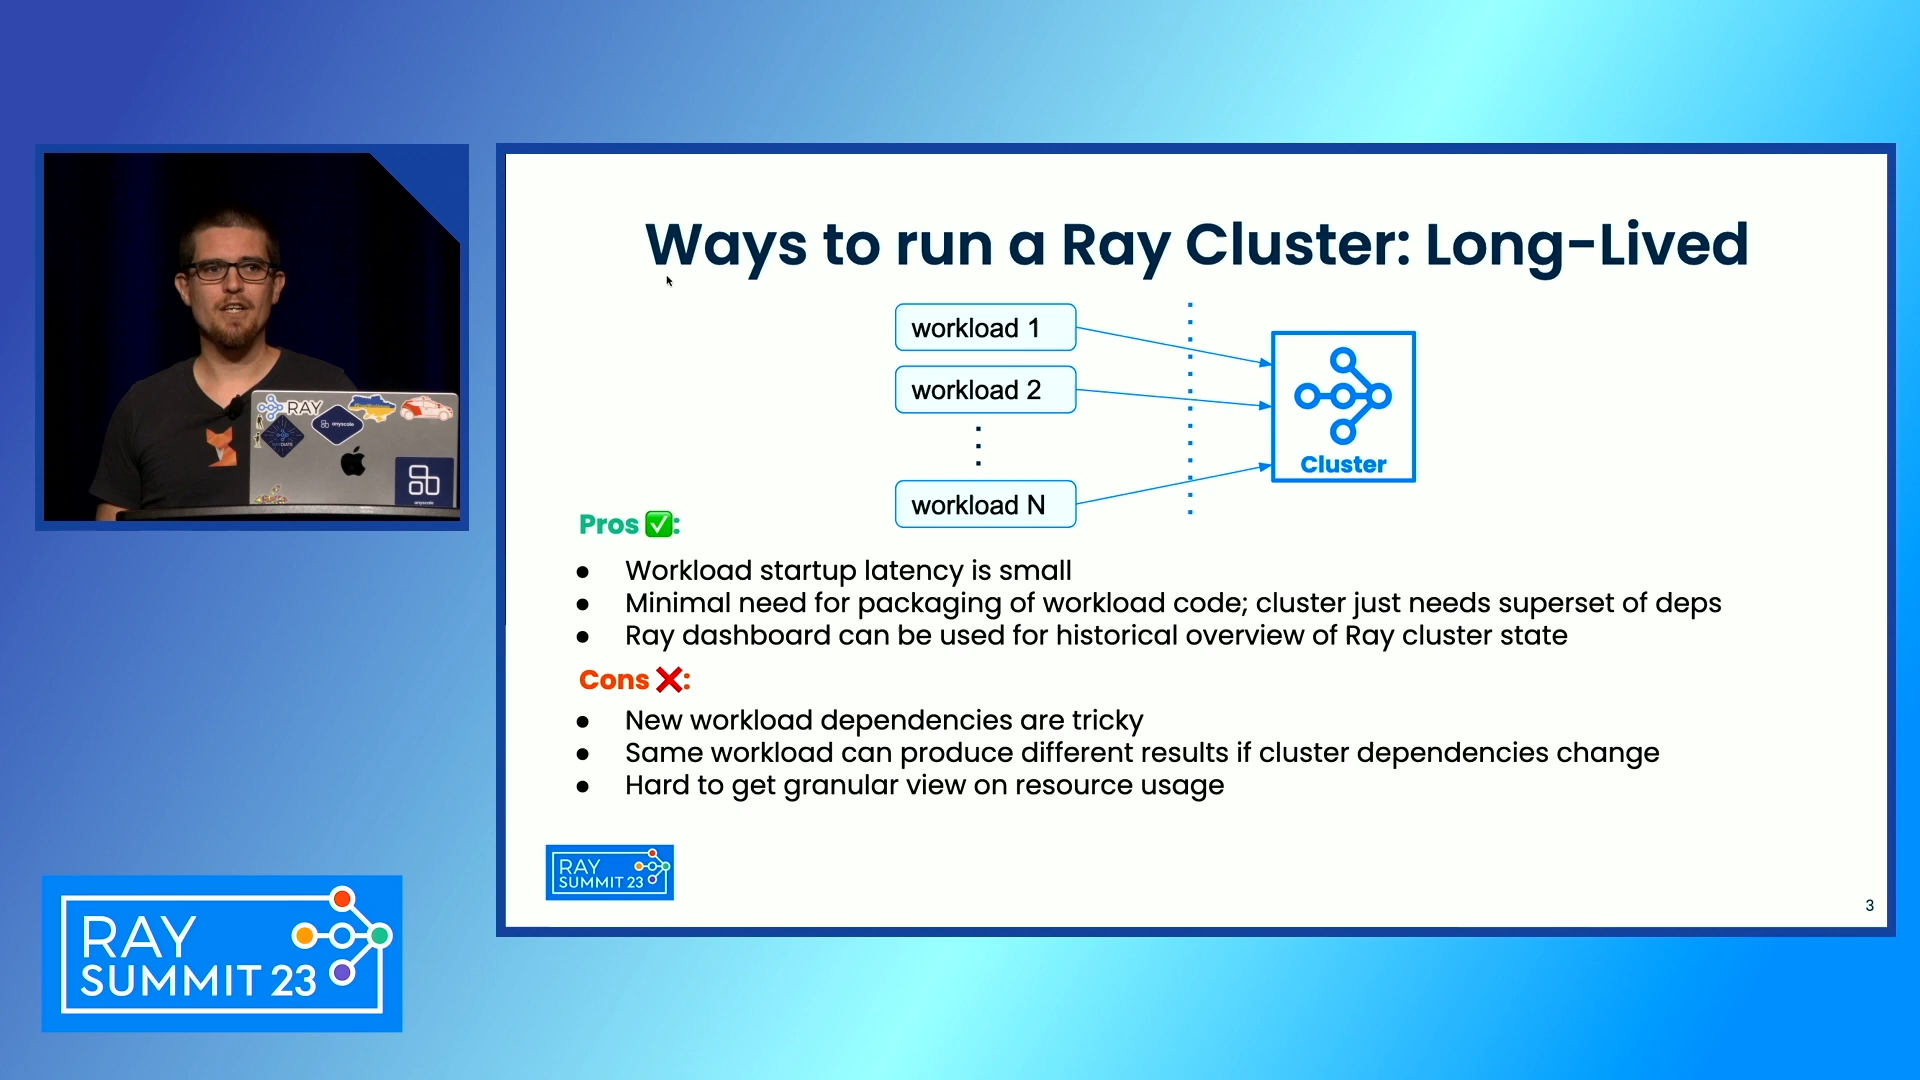 Ways to run a Ray Cluster: Long-Lived
workload 1
workload 2
workload N
Cluster
Pros ✅:
● Workload startup latency is small
● Minimal need for packaging of workload code; cluster just needs superset of deps
● Ray dashboard can be used for historical overview of Ray cluster state
Cons ❌:
● New workload dependencies are tricky
● Same workload can produce different results if cluster dependencies change
● Hard to get granular view on resource usage
RAY
SUMMIT 23
3
RAY
anyscale
anyscale
RAY
SUMMIT 23